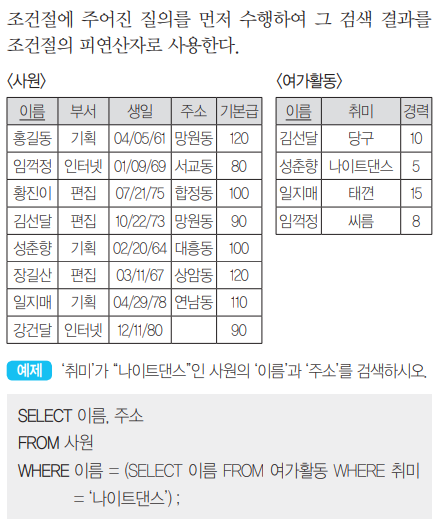 조건절에 주어진 질의를 먼저 수행하여 그 검색 결과를
조건절의 피연산자로 사용한다.
〈사원〉
이름 부서 생일 주소 기본급
홍길동 기획 04/05/61 망원동 120
임꺽정 인터넷 01/09/69 서교동 80
황진이 편집 07/21/75 합정동 100
김선달 편집 10/22/73 망원동 90
성춘향 기획 02/20/64 대흥동 100
장길산 편집 03/11/67 상암동 120
일지매 기획 04/29/78 연남동 110
강건달 인터넷 12/11/80 90
〈여가활동〉
이름 취미 경력
김선달 당구 10
성춘향 나이트댄스 5
일지매 태껸 15
임꺽정 씨름 8
예제 ‘취미’가 “나이트댄스”인 사원의 ‘이름’과 ‘주소’를 검색하시오.
SELECT 이름, 주소
FROM 사원
WHERE 이름 = (SELECT 이름 FROM 여가활동 WHERE 취미
= ‘나이트댄스’) ;